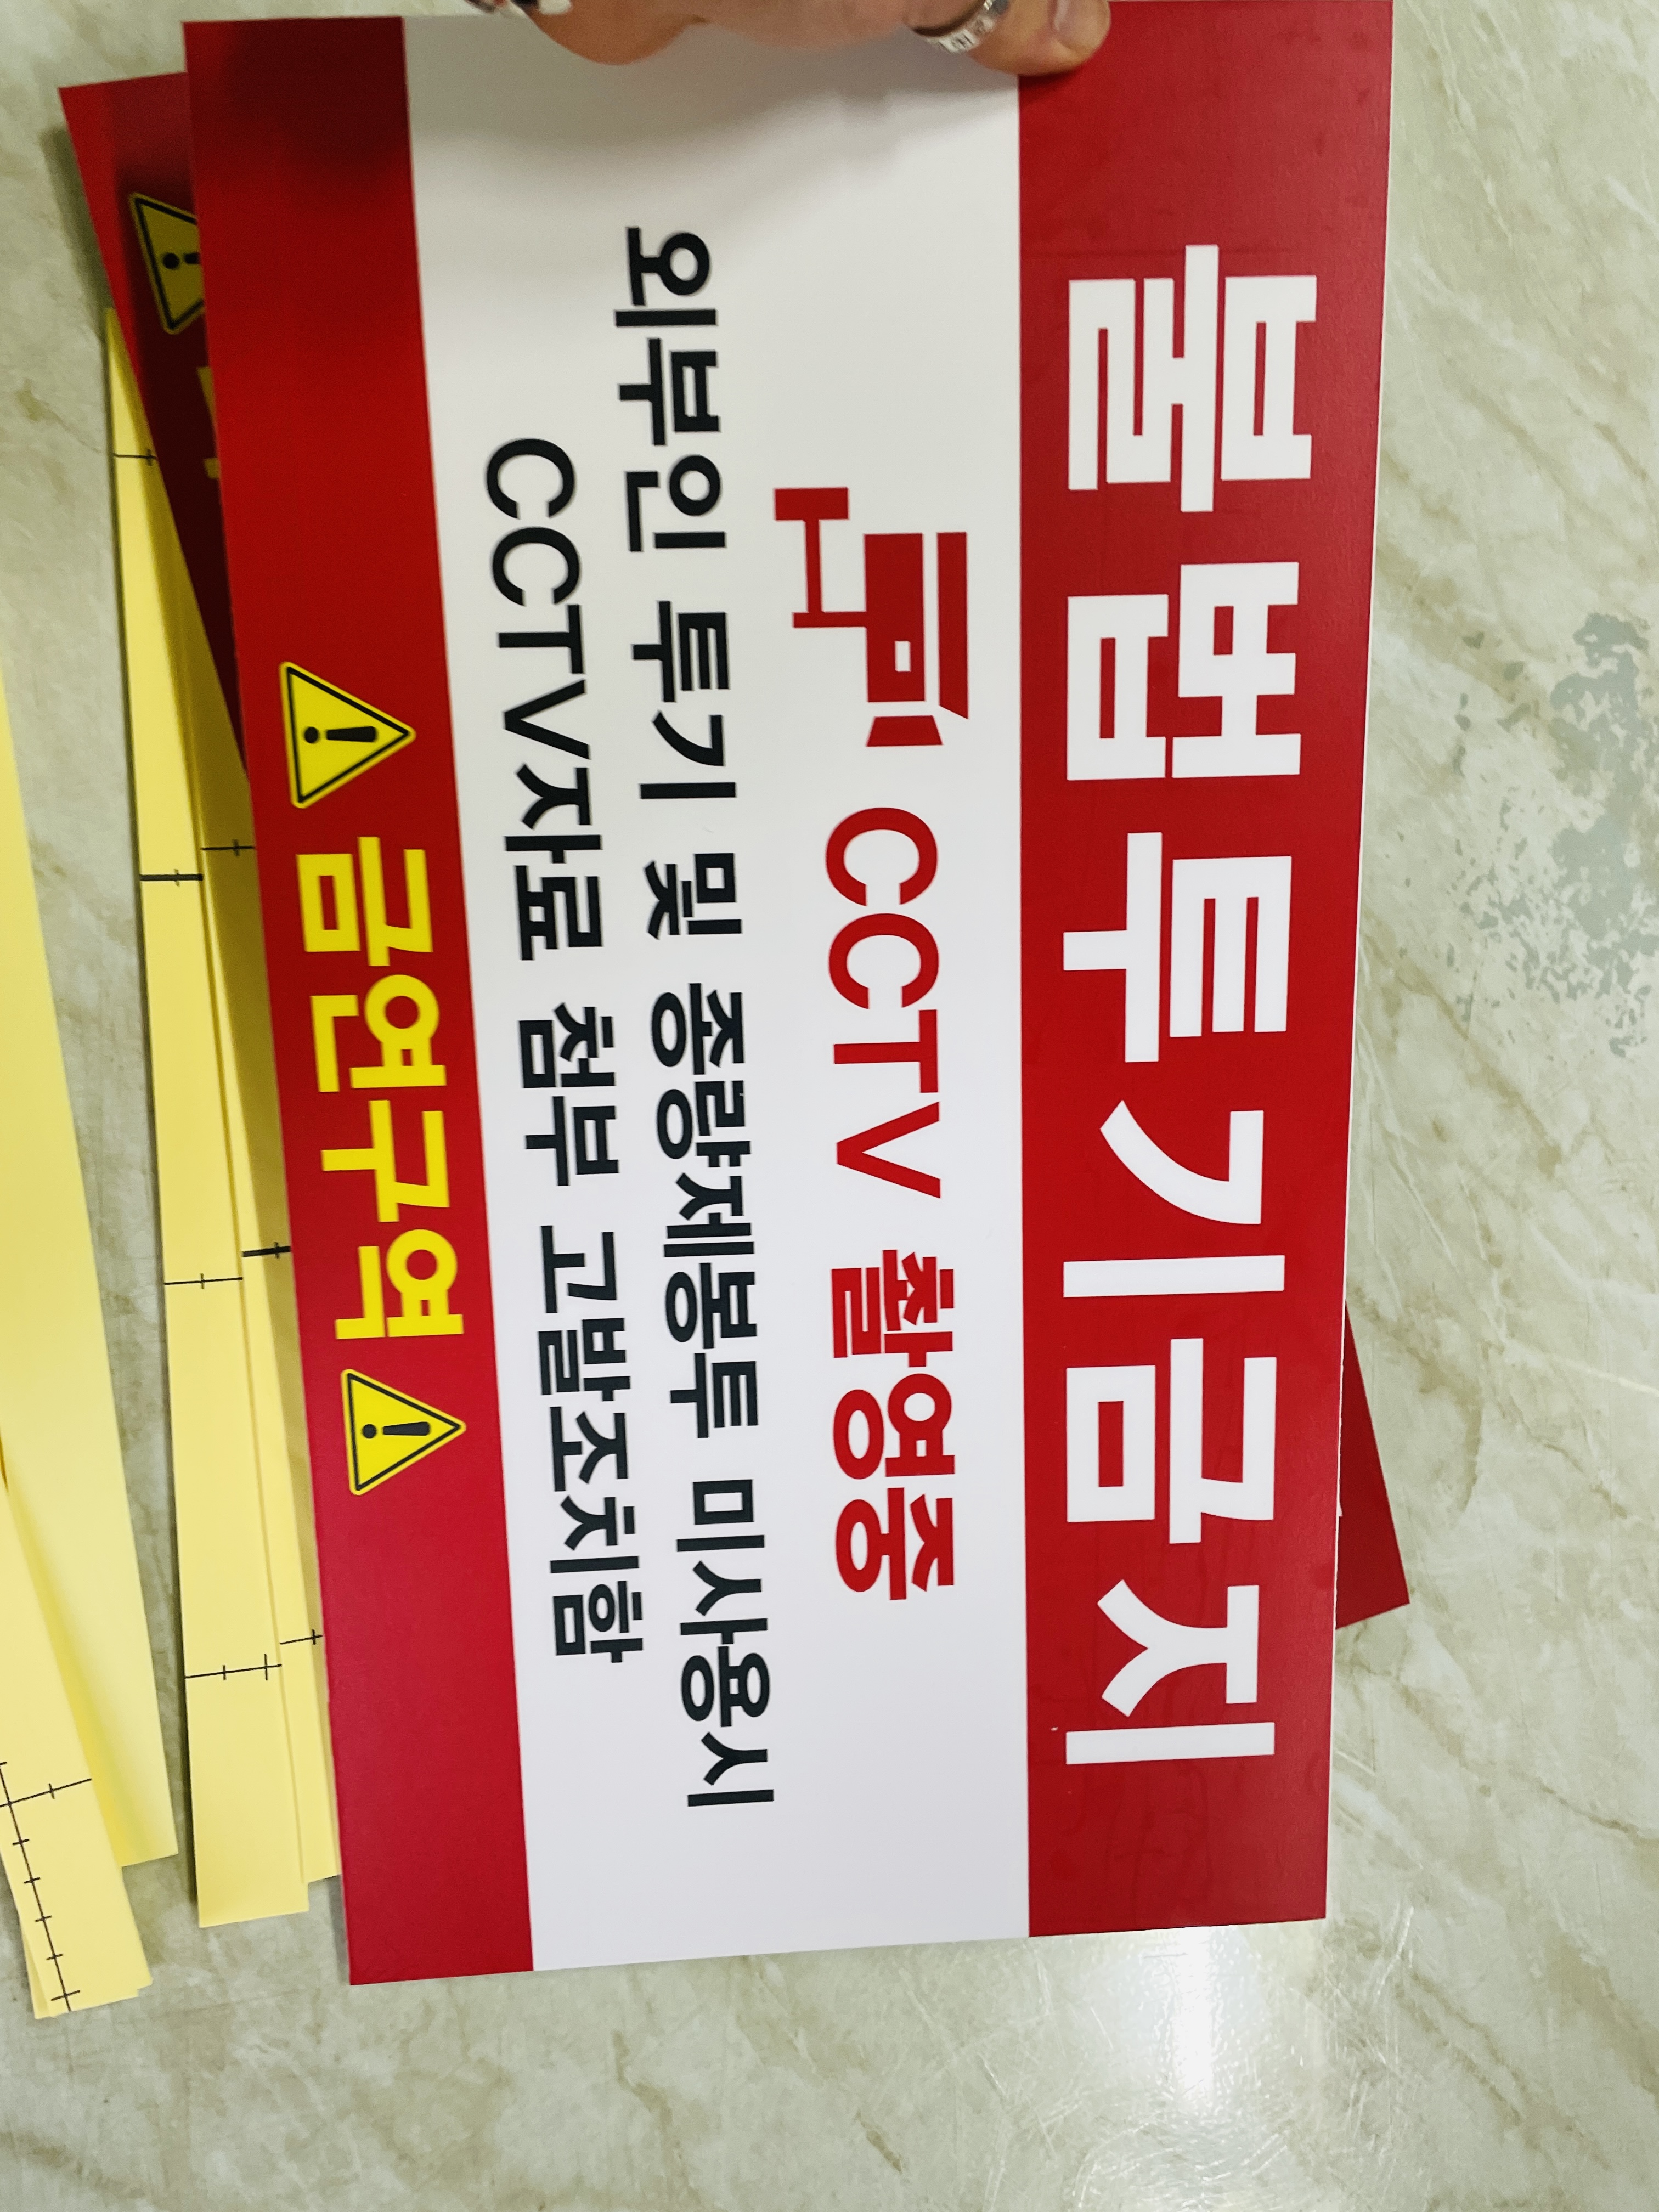 불법투기금지
CCTV 촬영중
외부인 투기 및 종량제봉투 미사용시
CCTV자료 첨부 고발조치함
금연구역